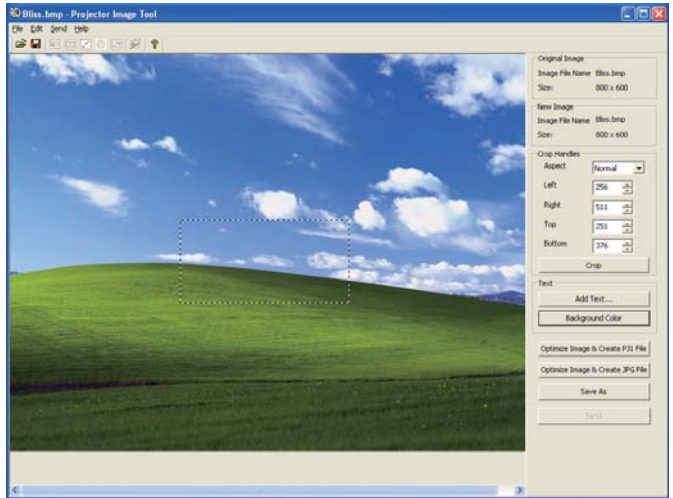 Bliss.bmp - Projector Image Tool
File Edit Send Help
Original Image
Image File Name Bliss.bmp
Size: 800 x 600
New Image
Image File Name Bliss.bmp
Size: 800 x 600
Crop Handles
Aspect Normal
Left 256
Right 511
Top 251
Bottom 376
Crop
Text
Add Text....
Background Color
Optimize Image & Create PJI File
Optimize Image & Create JPG File
Save As
Send